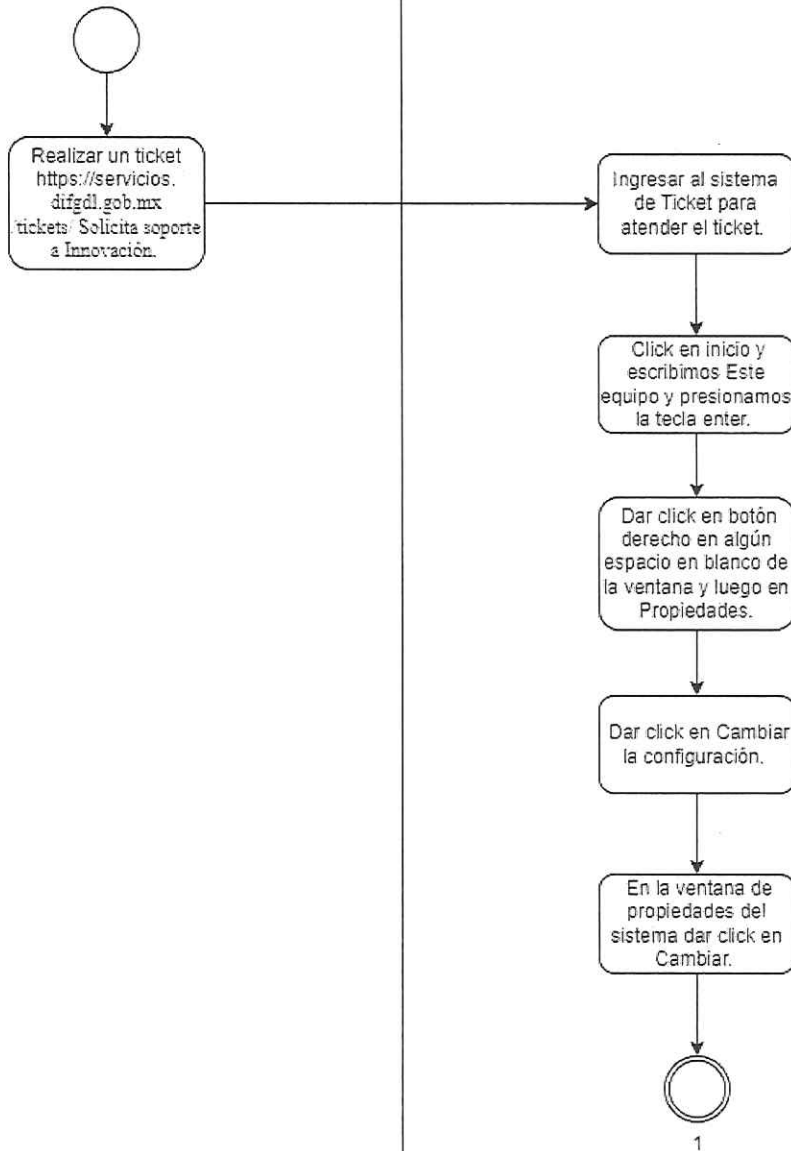 Realizar un ticket
https://servicios.
difgdl.gob.mx
/tickets/ Solicita soporte
a Innovación.
Ingresar al sistema
de Ticket para
atender el ticket.
Click en inicio y
escribimos Este
equipo y presionamos
la tecla enter.
Dar click en botón
derecho en algún
espacio en blanco de
la ventana y luego en
Propiedades.
Dar click en Cambiar
la configuración.
En la ventana de
propiedades del
sistema dar click en
Cambiar.
1